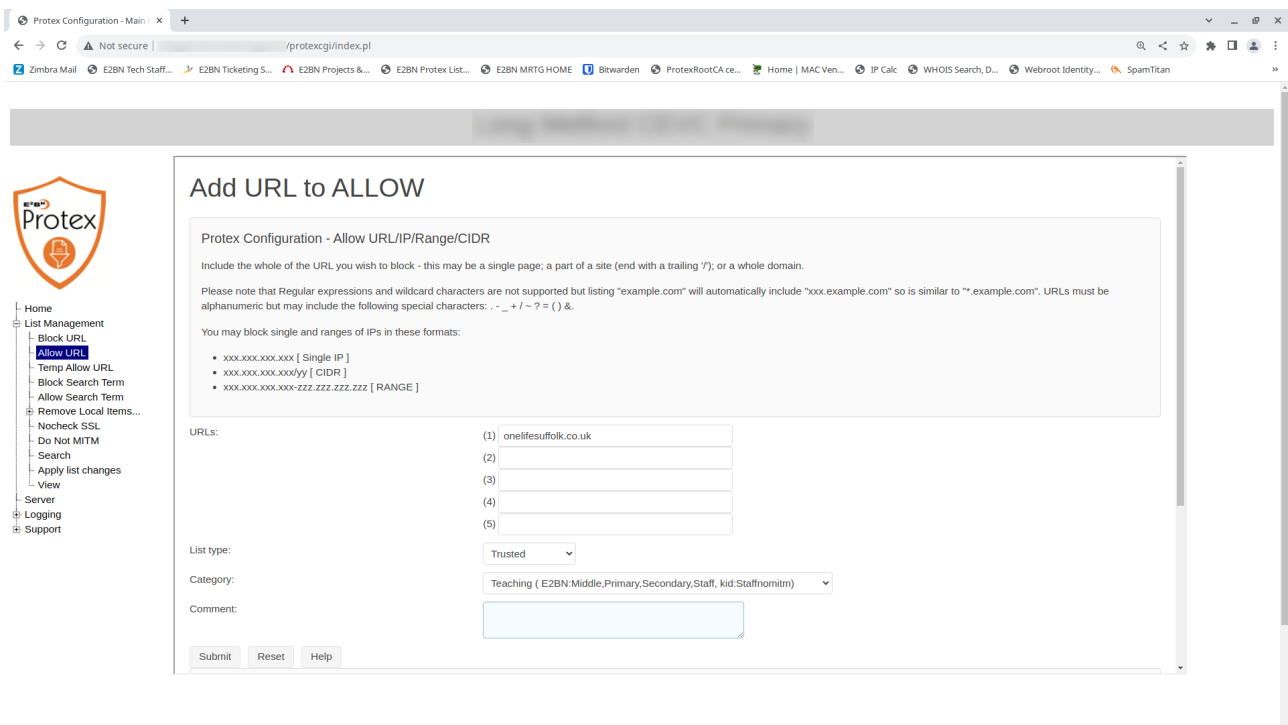 Protex Configuration - Main
Not secure
/protexcgi/index.pl
Zimbra Mail E2BN Tech Staff... E2BN Ticketing S... E2BN Projects &... E2BN Protex List... E2BN MRTG HOME Bitwarden ProtexRootCA ce... Home | MAC Ven... IP Calc WHOIS Search, D... Webroot Identity... SpamTitan »
E2BN
Protex
Home
List Management
Block URL
Allow URL
Temp Allow URL
Block Search Term
Allow Search Term
Remove Local Items...
Nocheck SSL
Do Not MITM
Search
Apply list changes
View
Server
Logging
Support
Add URL to ALLOW
Protex Configuration - Allow URL/IP/Range/CIDR
Include the whole of the URL you wish to block - this may be a single page; a part of a site (end with a trailing '/'); or a whole domain.
Please note that Regular expressions and wildcard characters are not supported but listing "example.com" will automatically include "xxx.example.com" so is similar to "*.example.com". URLs must be
alphanumeric but may include the following special characters: . - _ + / ~ ? = ( ) &.
You may block single and ranges of IPs in these formats:
• xxx.xxx.xxx.xxx [ Single IP ]
• xxx.xxx.xxx.xxx/yy [ CIDR ]
• xxx.xxx.xxx.xxx-zzz.zzz.zzz.zzz [ RANGE ]
URLs:
(1) onelifesuffolk.co.uk
(2)
(3)
(4)
(5)
List type: Trusted
Category: Teaching ( E2BN:Middle,Primary,Secondary,Staff, kid:Staffnomitm)
Comment:
Submit Reset Help